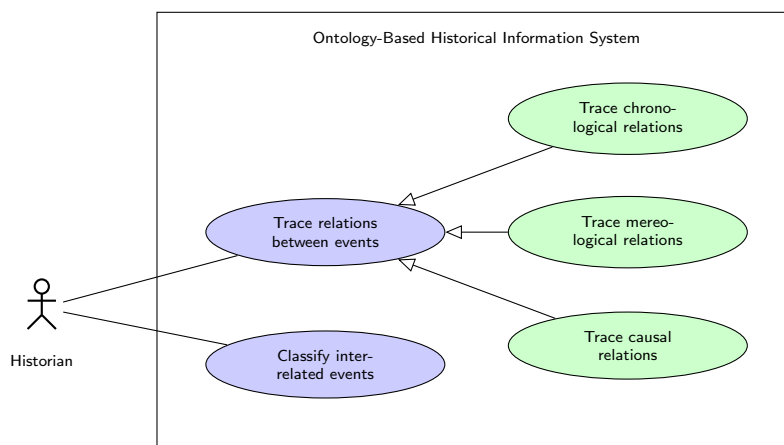 Ontology-Based Historical Information System
Trace chrono-
logical relations
Trace relations
between events
Trace mereo-
logical relations
Historian
Classify inter-
related events
Trace causal
relations